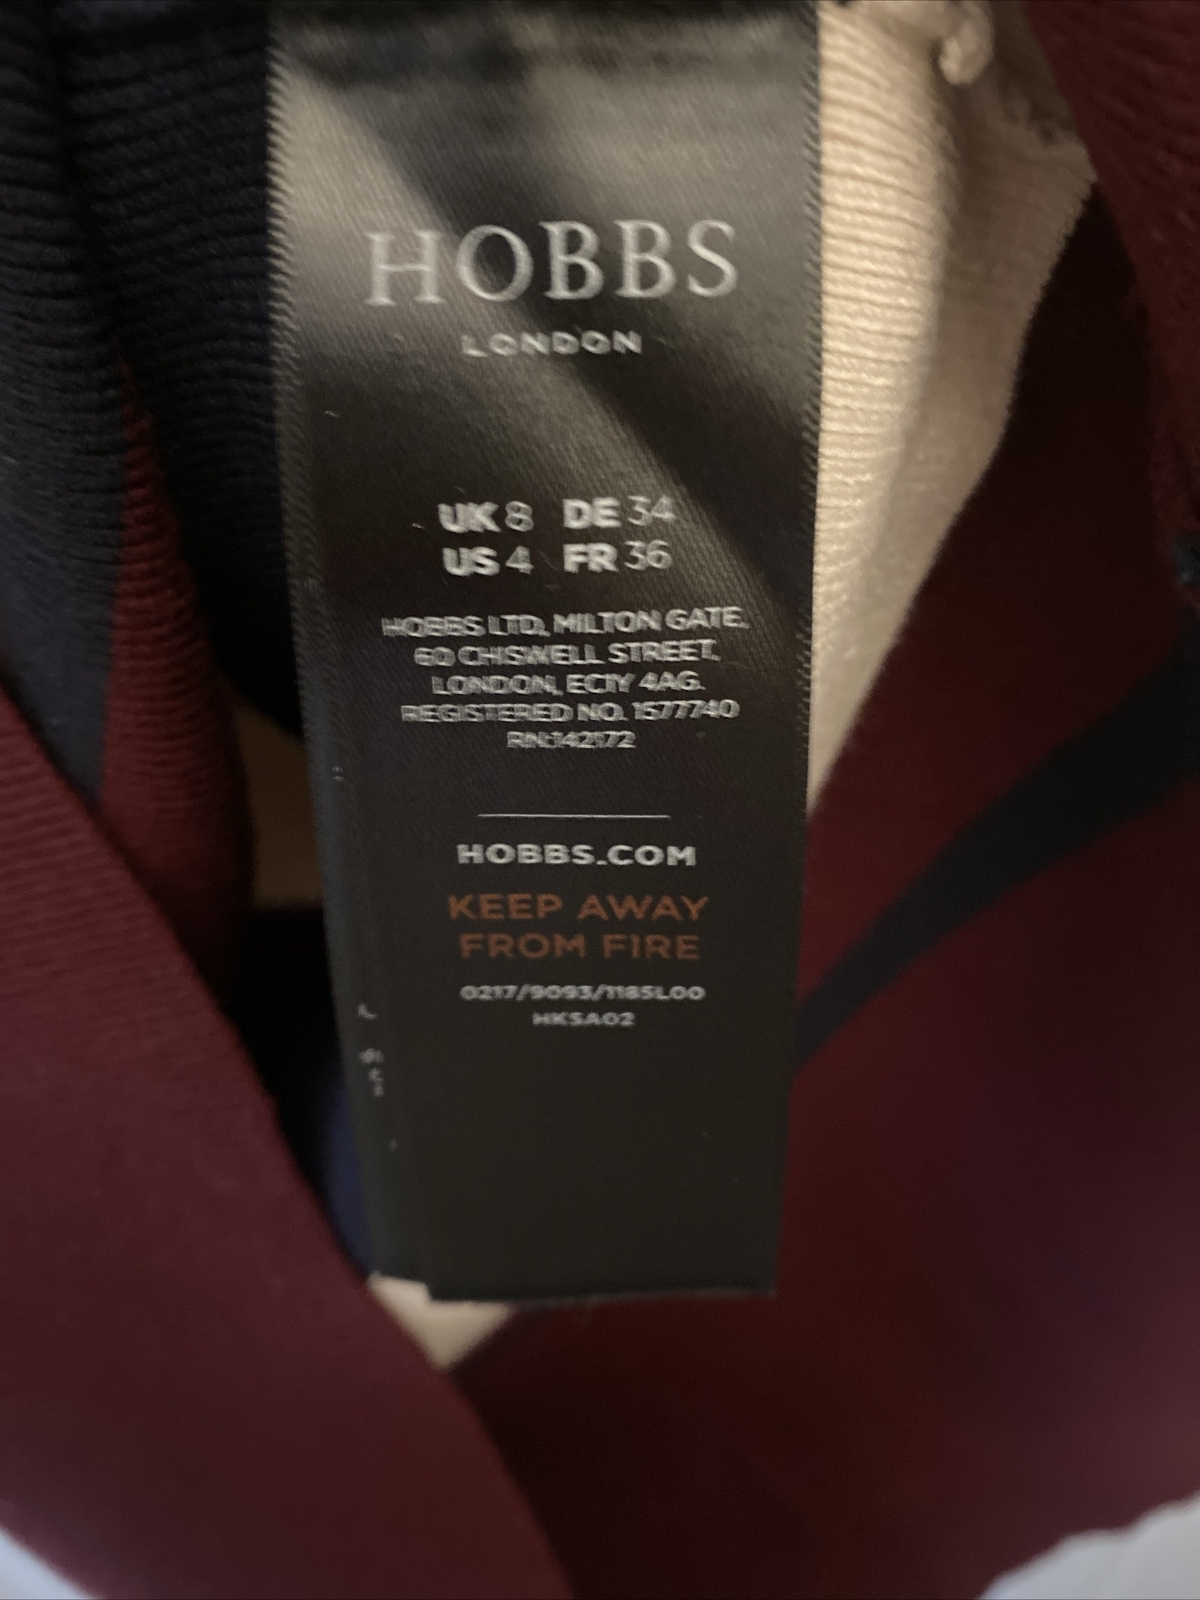 HOBBS
LONDON
UK 8 DE 34
US 4 FR 36
HOBBS LTD, MILTON GATE,
60 CHISWELL STREET,
LONDON, EC1Y 4AG.
REGISTERED NO. 1577740
RN:142172
HOBBS.COM
KEEP AWAY
FROM FIRE
0217/9093/1185L00
HKSA02